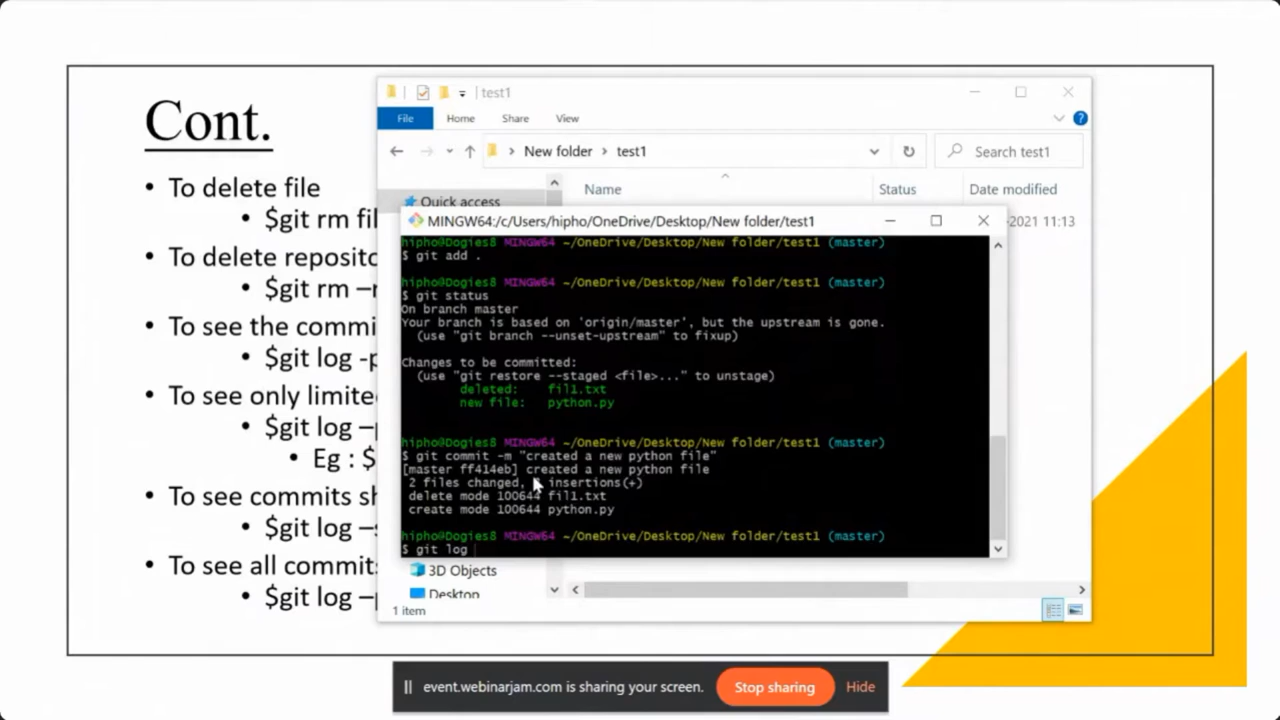 Cont.
• To delete file
• $git rm fil
• To delete reposito
• $git rm –r
• To see the commi
• $git log -p
• To see only limite
• $git log –p
• Eg : $
• To see commits sh
• $git log –s
• To see all commits
• $git log –p
test1
File Home Share View
New folder test1
Search test1
Name Status Date modified
Quick access
-2021 11:13
MINGW64:/c/Users/hipho/OneDrive/Desktop/New folder/test1
hipho@Dogies8 MINGW64 ~/OneDrive/Desktop/New folder/test1 (master)
$ git add .
hipho@Dogies8 MINGW64 ~/OneDrive/Desktop/New folder/test1 (master)
$ git status
On branch master
Your branch is based on 'origin/master', but the upstream is gone.
(use "git branch --unset-upstream" to fixup)
Changes to be committed:
(use "git restore --staged <file>..." to unstage)
deleted: fil1.txt
new file: python.py
hipho@Dogies8 MINGW64 ~/OneDrive/Desktop/New folder/test1 (master)
$ git commit -m "created a new python file"
[master ff414eb] created a new python file
2 files changed, insertions(+)
delete mode 100644 fil1.txt
create mode 100644 python.py
hipho@Dogies8 MINGW64 ~/OneDrive/Desktop/New folder/test1 (master)
$ git log
3D Objects
Desktop
1 item
event.webinarjam.com is sharing your screen.
Stop sharing
Hide